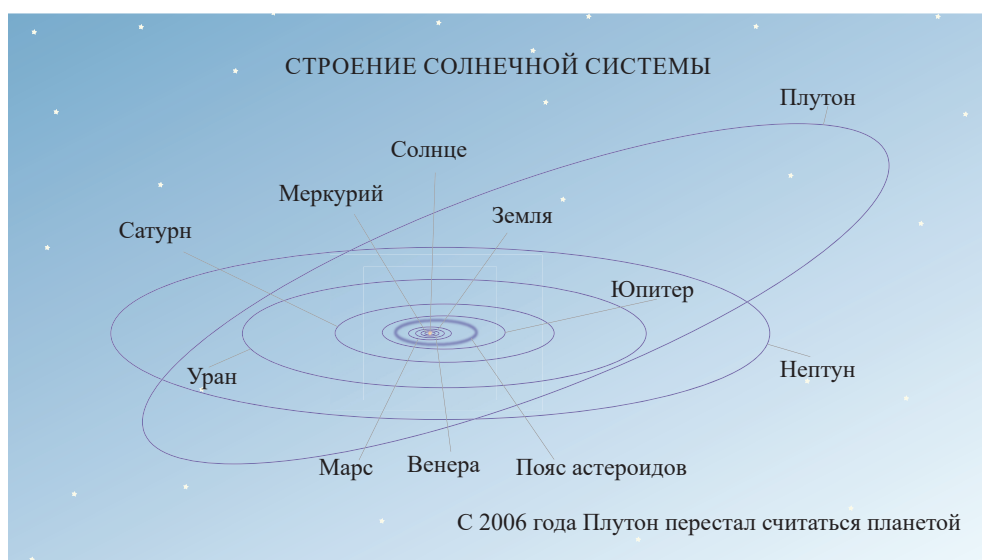 СТРОЕНИЕ СОЛНЕЧНОЙ СИСТЕМЫ
Плутон
Солнце
Меркурий
Земля
Сатурн
Юпитер
Уран
Нептун
Марс
Венера
Пояс астероидов
С 2006 года Плутон перестал считаться планетой